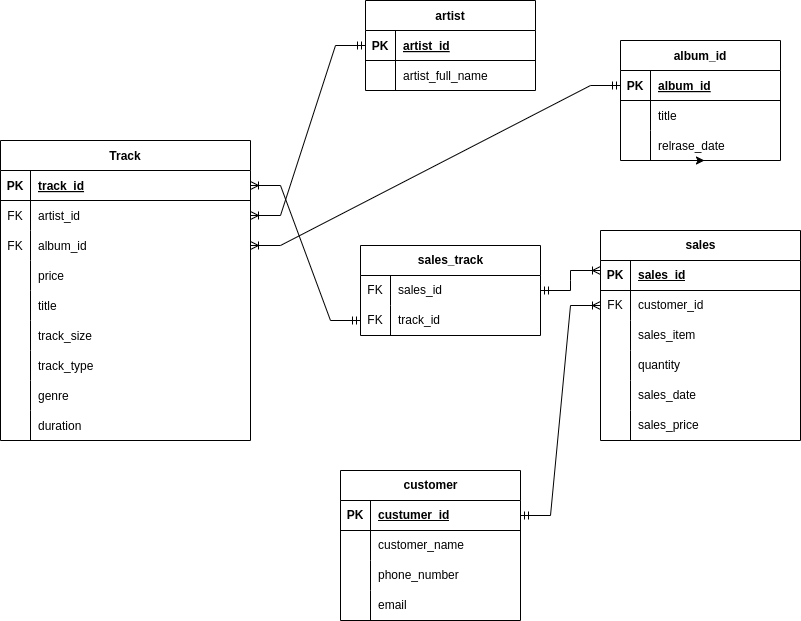 artist
PK artist_id
artist_full_name
album_id
PK album_id
title
relrase_date
Track
PK track_id
FK artist_id
FK album_id
price
title
track_size
track_type
genre
duration
sales_track
FK sales_id
FK track_id
sales
PK sales_id
FK customer_id
sales_item
quantity
sales_date
sales_price
customer
PK custumer_id
customer_name
phone_number
email